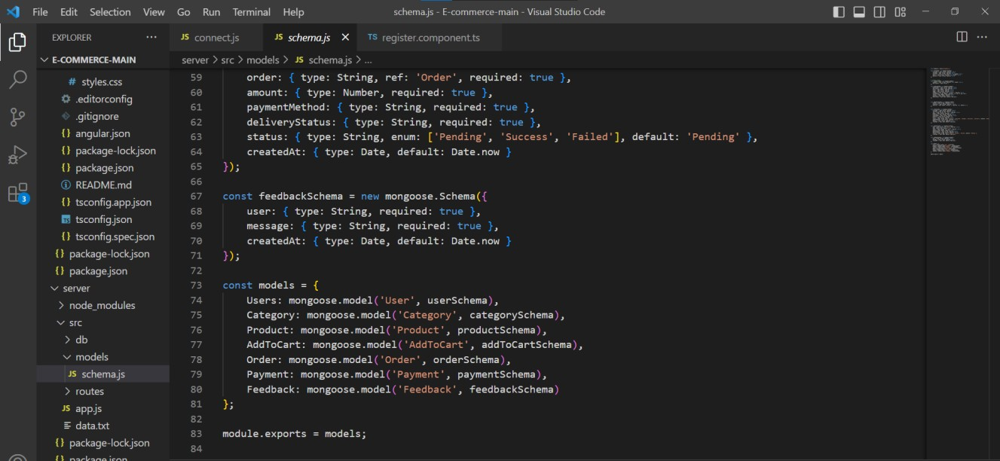 File Edit Selection View Go Run Terminal Help schema.js - E-commerce-main - Visual Studio Code
EXPLORER ...
JS connect.js JS schema.js TS register.component.ts ...
E-COMMERCE-MAIN
server > src > models > JS schema.js > ...
# styles.css
.editorconfig
.gitignore
{} angular.json
{} package-lock.json
{} package.json
README.md
{} tsconfig.app.json
TS tsconfig.json
{} tsconfig.spec.json
{} package-lock.json
{} package.json
server
node_modules
src
db
models
JS schema.js
routes
JS app.js
data.txt
{} package-lock.json
{} package.json
3
59 order: { type: String, ref: 'Order', required: true },
60 amount: { type: Number, required: true },
61 paymentMethod: { type: String, required: true },
62 deliveryStatus: { type: String, required: true },
63 status: { type: String, enum: ['Pending', 'Success', 'Failed'], default: 'Pending' },
64 createdAt: { type: Date, default: Date.now }
65 });
66
67 const feedbackSchema = new mongoose.Schema({
68 user: { type: String, required: true },
69 message: { type: String, required: true },
70 createdAt: { type: Date, default: Date.now }
71 });
72
73 const models = {
74 Users: mongoose.model('User', userSchema),
75 Category: mongoose.model('Category', categorySchema),
76 Product: mongoose.model('Product', productSchema),
77 AddToCart: mongoose.model('AddToCart', addToCartSchema),
78 Order: mongoose.model('Order', orderSchema),
79 Payment: mongoose.model('Payment', paymentSchema),
80 Feedback: mongoose.model('Feedback', feedbackSchema)
81 };
82
83 module.exports = models;
84